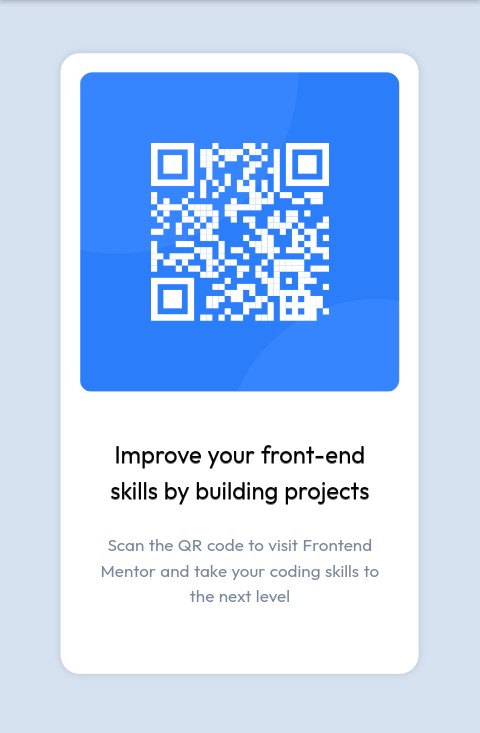 Improve your front-end
skills by building projects
Scan the QR code to visit Frontend
Mentor and take your coding skills to
the next level